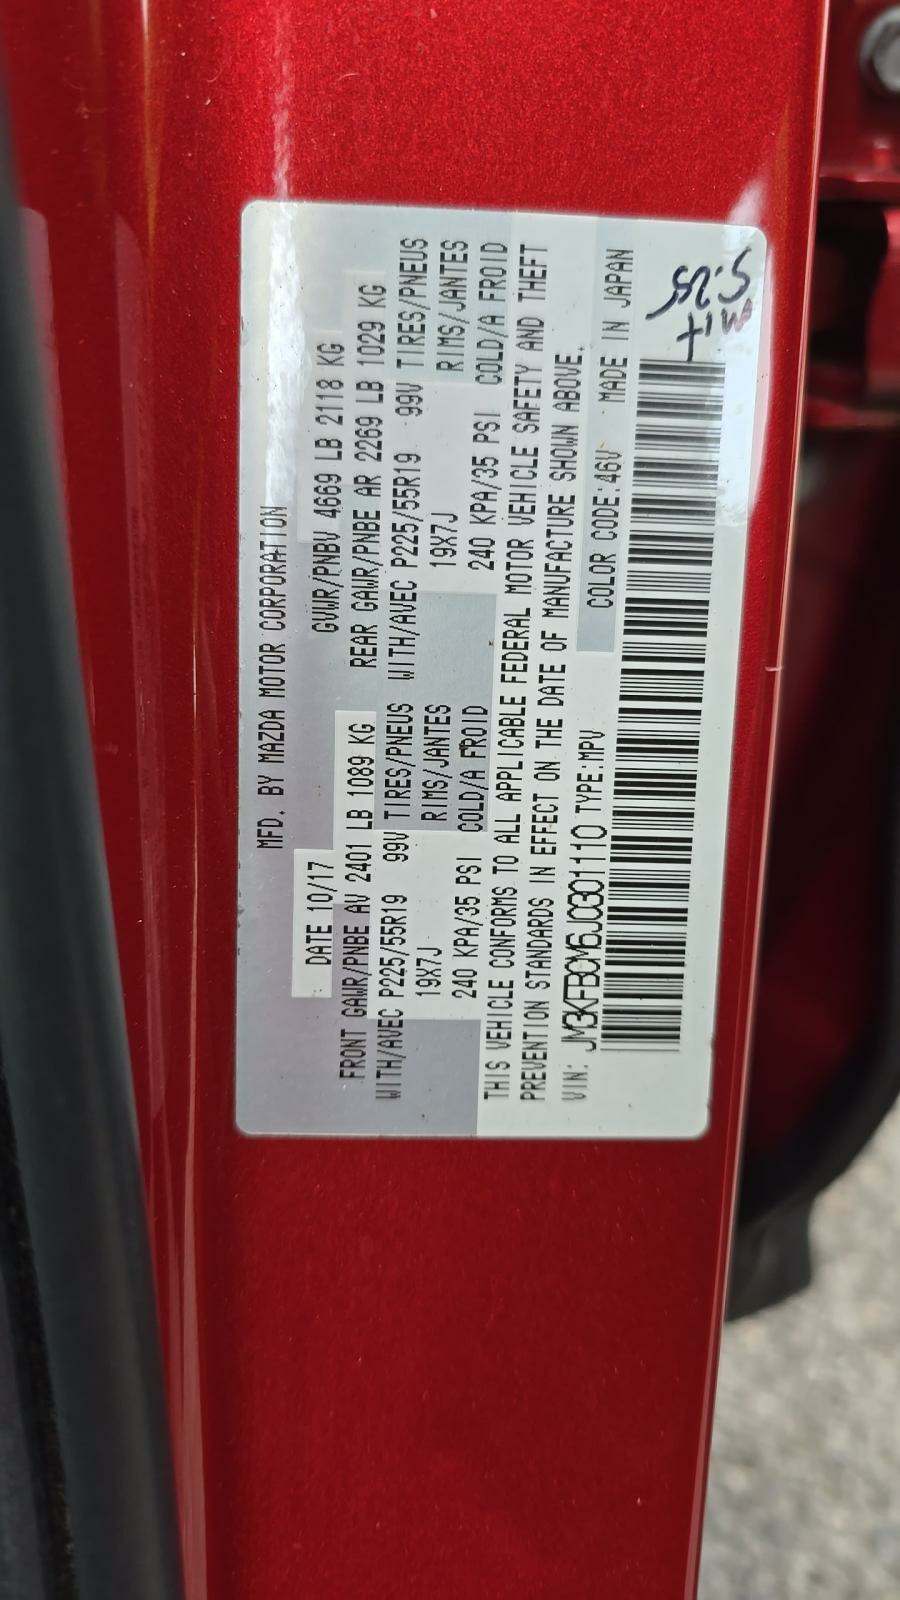 MFD. BY MAZDA MOTOR CORPORATION
DATE 10/17 GVWR/PNBV 4669 LB 2118 KG
FRONT GAWR/PNBE AV 2401 LB 1089 KG REAR GAWR/PNBE AR 2269 LB 1029 KG
WITH/AVEC P225/55R19 99V TIRES/PNEUS WITH/AVEC P225/55R19 99V TIRES/PNEUS
19X7J RIMS/JANTES 19X7J RIMS/JANTES
240 KPA/35 PSI COLD/A FROID 240 KPA/35 PSI COLD/A FROID
THIS VEHICLE CONFORMS TO ALL APPLICABLE FEDERAL MOTOR VEHICLE SAFETY AND THEFT
PREVENTION STANDARDS IN EFFECT ON THE DATE OF MANUFACTURE SHOWN ABOVE.
VIN: JM3KFBCM6J0301110 TYPE:MPV COLOR CODE:46V MADE IN JAPAN